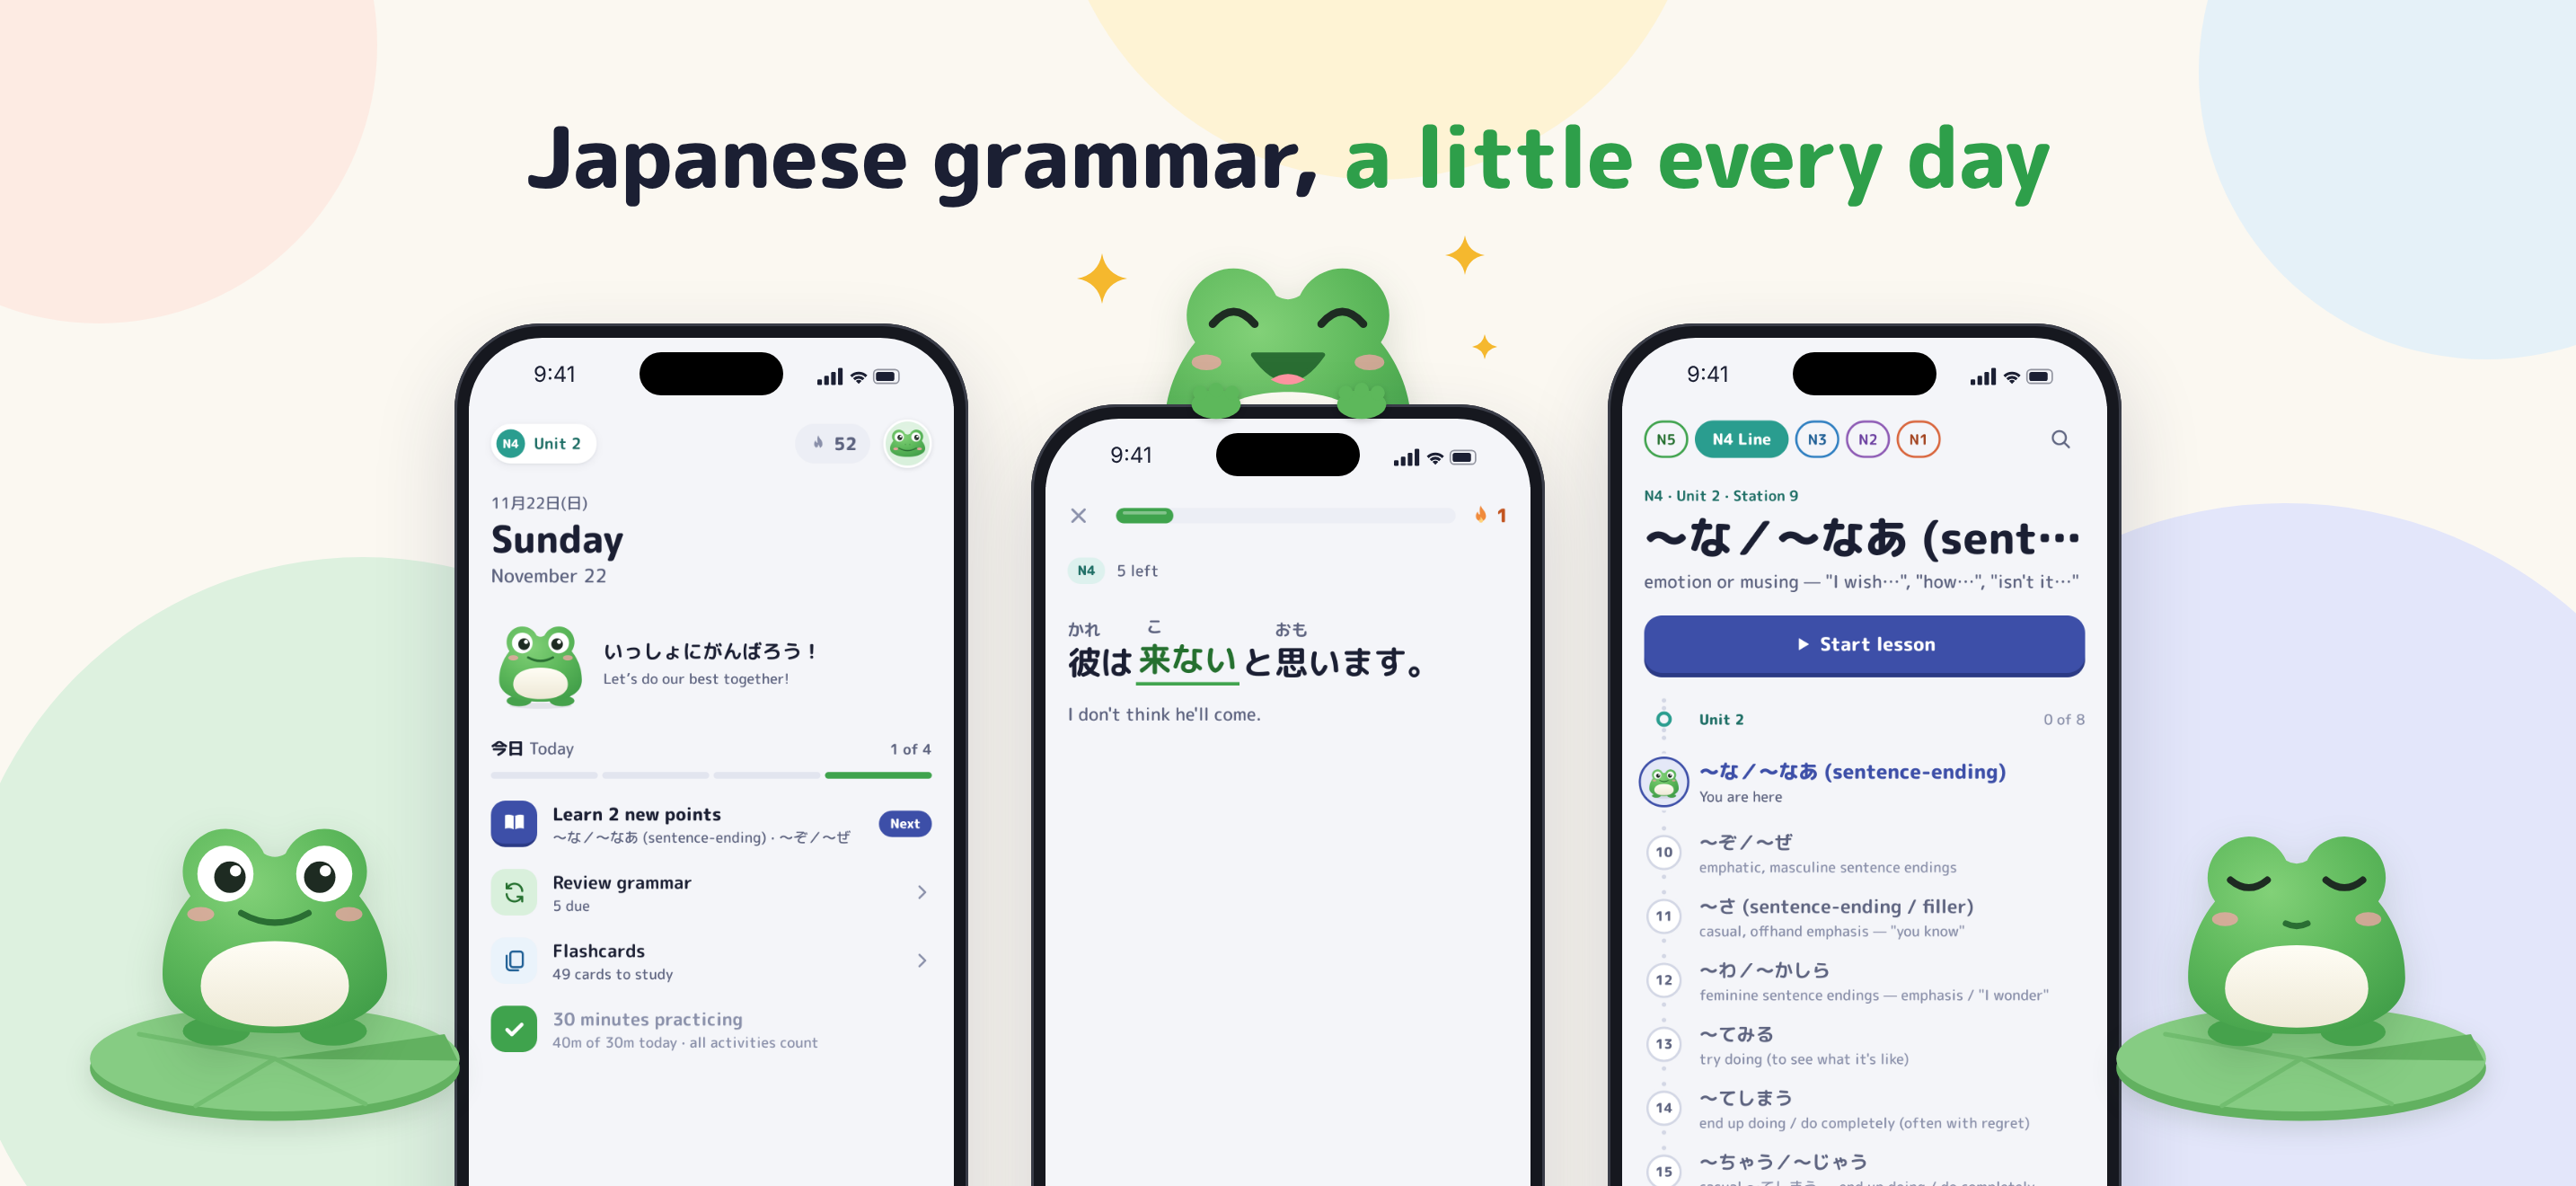 Japanese grammar, a little every day
9:41
N4 Unit 2
52
11月22日(日)
Sunday
November 22
いっしょにがんばろう！
Let's do our best together!
今日 Today
1 of 4
Learn 2 new points
〜な／〜なあ (sentence-ending) · 〜ぞ／〜ぜ
Next
Review grammar
5 due
Flashcards
49 cards to study
30 minutes practicing
40m of 30m today · all activities count
9:41
1
N4 5 left
かれ こ おも
彼は来ないと思います。
I don't think he'll come.
9:41
N5 N4 Line N3 N2 N1
N4 · Unit 2 · Station 9
〜な／〜なあ (sent…
emotion or musing — "I wish…", "how…", "isn't it…"
Start lesson
Unit 2
0 of 8
〜な／〜なあ (sentence-ending)
You are here
10 〜ぞ／〜ぜ
emphatic, masculine sentence endings
11 〜さ (sentence-ending / filler)
casual, offhand emphasis — "you know"
12 〜わ／〜かしら
feminine sentence endings — emphasis / "I wonder"
13 〜てみる
try doing (to see what it's like)
14 〜てしまう
end up doing / do completely (often with regret)
15 〜ちゃう／〜じゃう